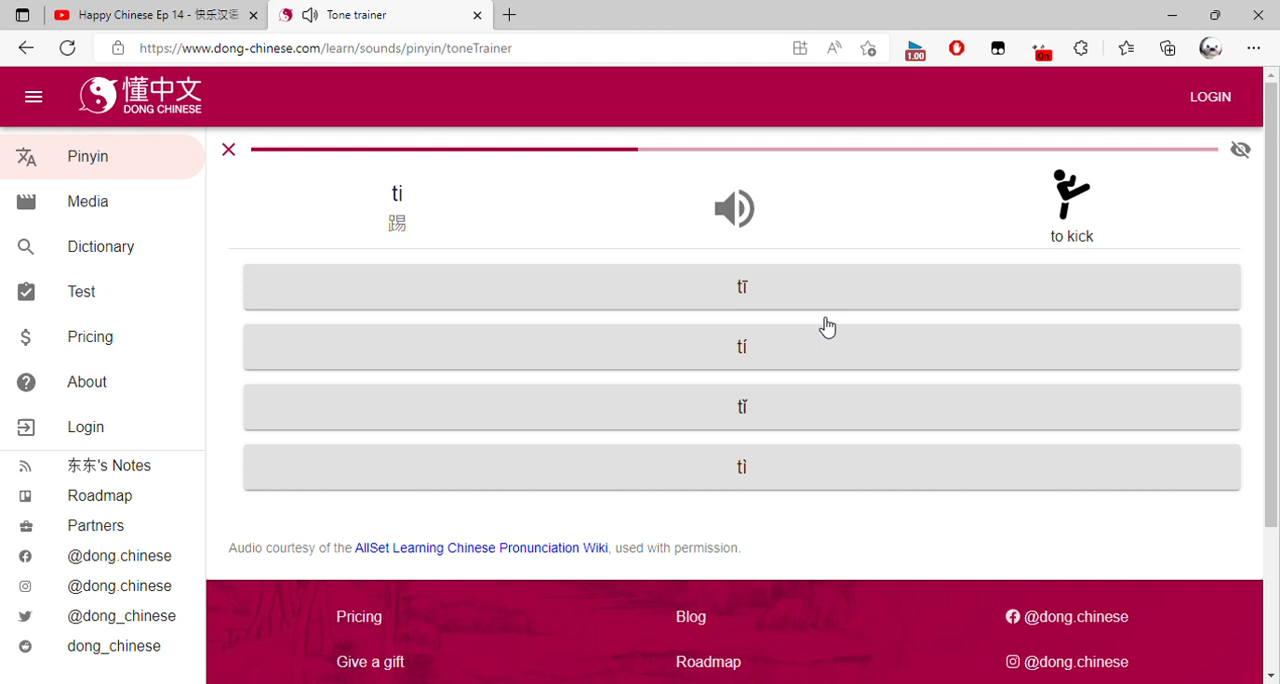 Happy Chinese Ep 14 - 快乐汉语
Tone trainer
https://www.dong-chinese.com/learn/sounds/pinyin/toneTrainer
1.00
On
懂中文
DONG CHINESE
LOGIN
Pinyin
Media
Dictionary
Test
Pricing
About
Login
东东's Notes
Roadmap
Partners
@dong.chinese
@dong.chinese
@dong_chinese
dong_chinese
ti
踢
to kick
tī
tí
tǐ
tì
Audio courtesy of the AllSet Learning Chinese Pronunciation Wiki, used with permission.
Pricing
Blog
@dong.chinese
Give a gift
Roadmap
@dong.chinese